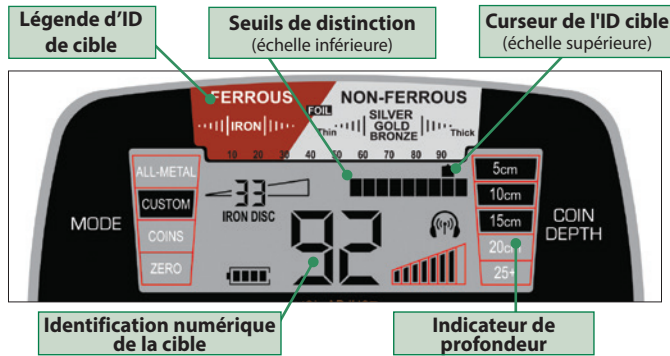 Légende d'ID
de cible
Seuils de distinction
(échelle inférieure)
Curseur de l'ID cible
(échelle supérieure)
FERROUS
NON-FERROUS
FOIL
IRON
Thin
SILVER
GOLD
BRONZE
Thick
10 20 30 40 50 60 70 80 90
ALL-METAL
CUSTOM
COINS
ZERO
MODE
33
IRON DISC
92
5cm
10cm
15cm
20cm
25+
COIN
DEPTH
Identification numérique
de la cible
Indicateur de
profondeur